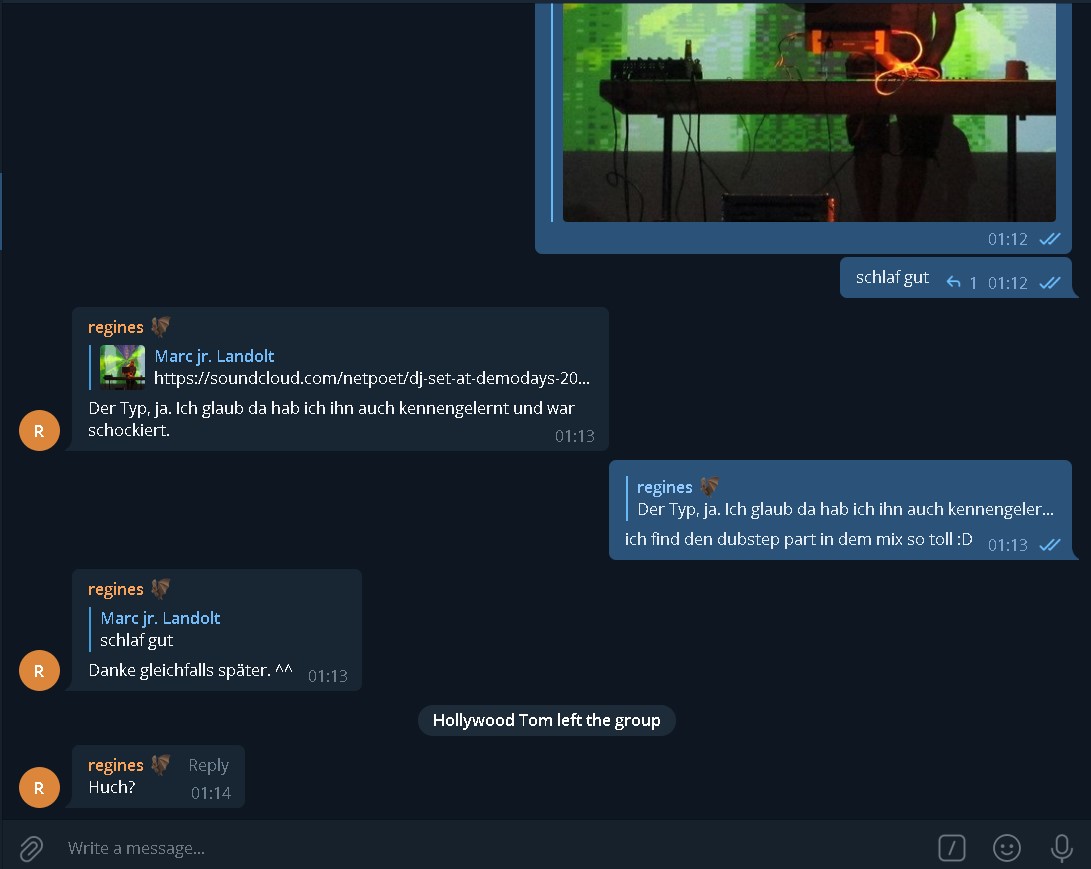 01:12
schlaf gut 1 01:12
regines
Marc jr. Landolt
https://soundcloud.com/netpoet/dj-set-at-demodays-20...
Der Typ, ja. Ich glaub da hab ich ihn auch kennengelernt und war
schockiert.
01:13
R
regines
Der Typ, ja. Ich glaub da hab ich ihn auch kennengeler...
ich find den dubstep part in dem mix so toll :D 01:13
regines
Marc jr. Landolt
schlaf gut
Danke gleichfalls später. ^^ 01:13
R
Hollywood Tom left the group
regines Reply
Huch? 01:14
R
Write a message...